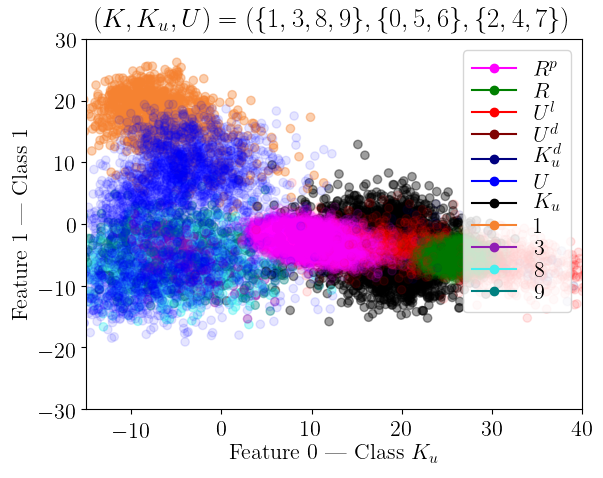 (K, K_u, U) = ({1, 3, 8, 9}, {0, 5, 6}, {2, 4, 7})
30
20
10
0
−10
−20
−30
Feature 1 — Class 1
R^p
R
U^l
U^d
K_u^d
U
K_u
1
3
8
9
−10
0
10
20
30
40
Feature 0 — Class K_u